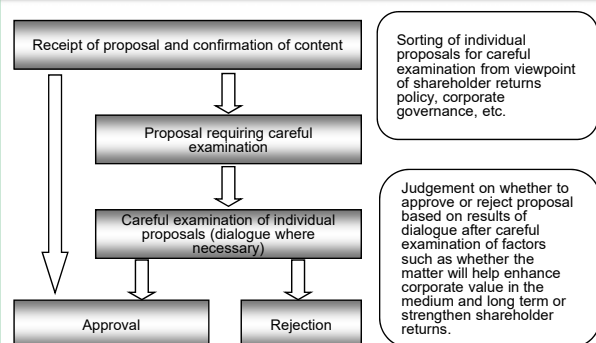 Receipt of proposal and confirmation of content
Sorting of individual
proposals for careful
examination from viewpoint
of shareholder returns
policy, corporate
governance, etc.
Proposal requiring careful
examination
Careful examination of individual
proposals (dialogue where
necessary)
Judgement on whether to
approve or reject proposal
based on results of
dialogue after careful
examination of factors
such as whether the
matter will help enhance
corporate value in the
medium and long term or
strengthen shareholder
returns.
Approval
Rejection